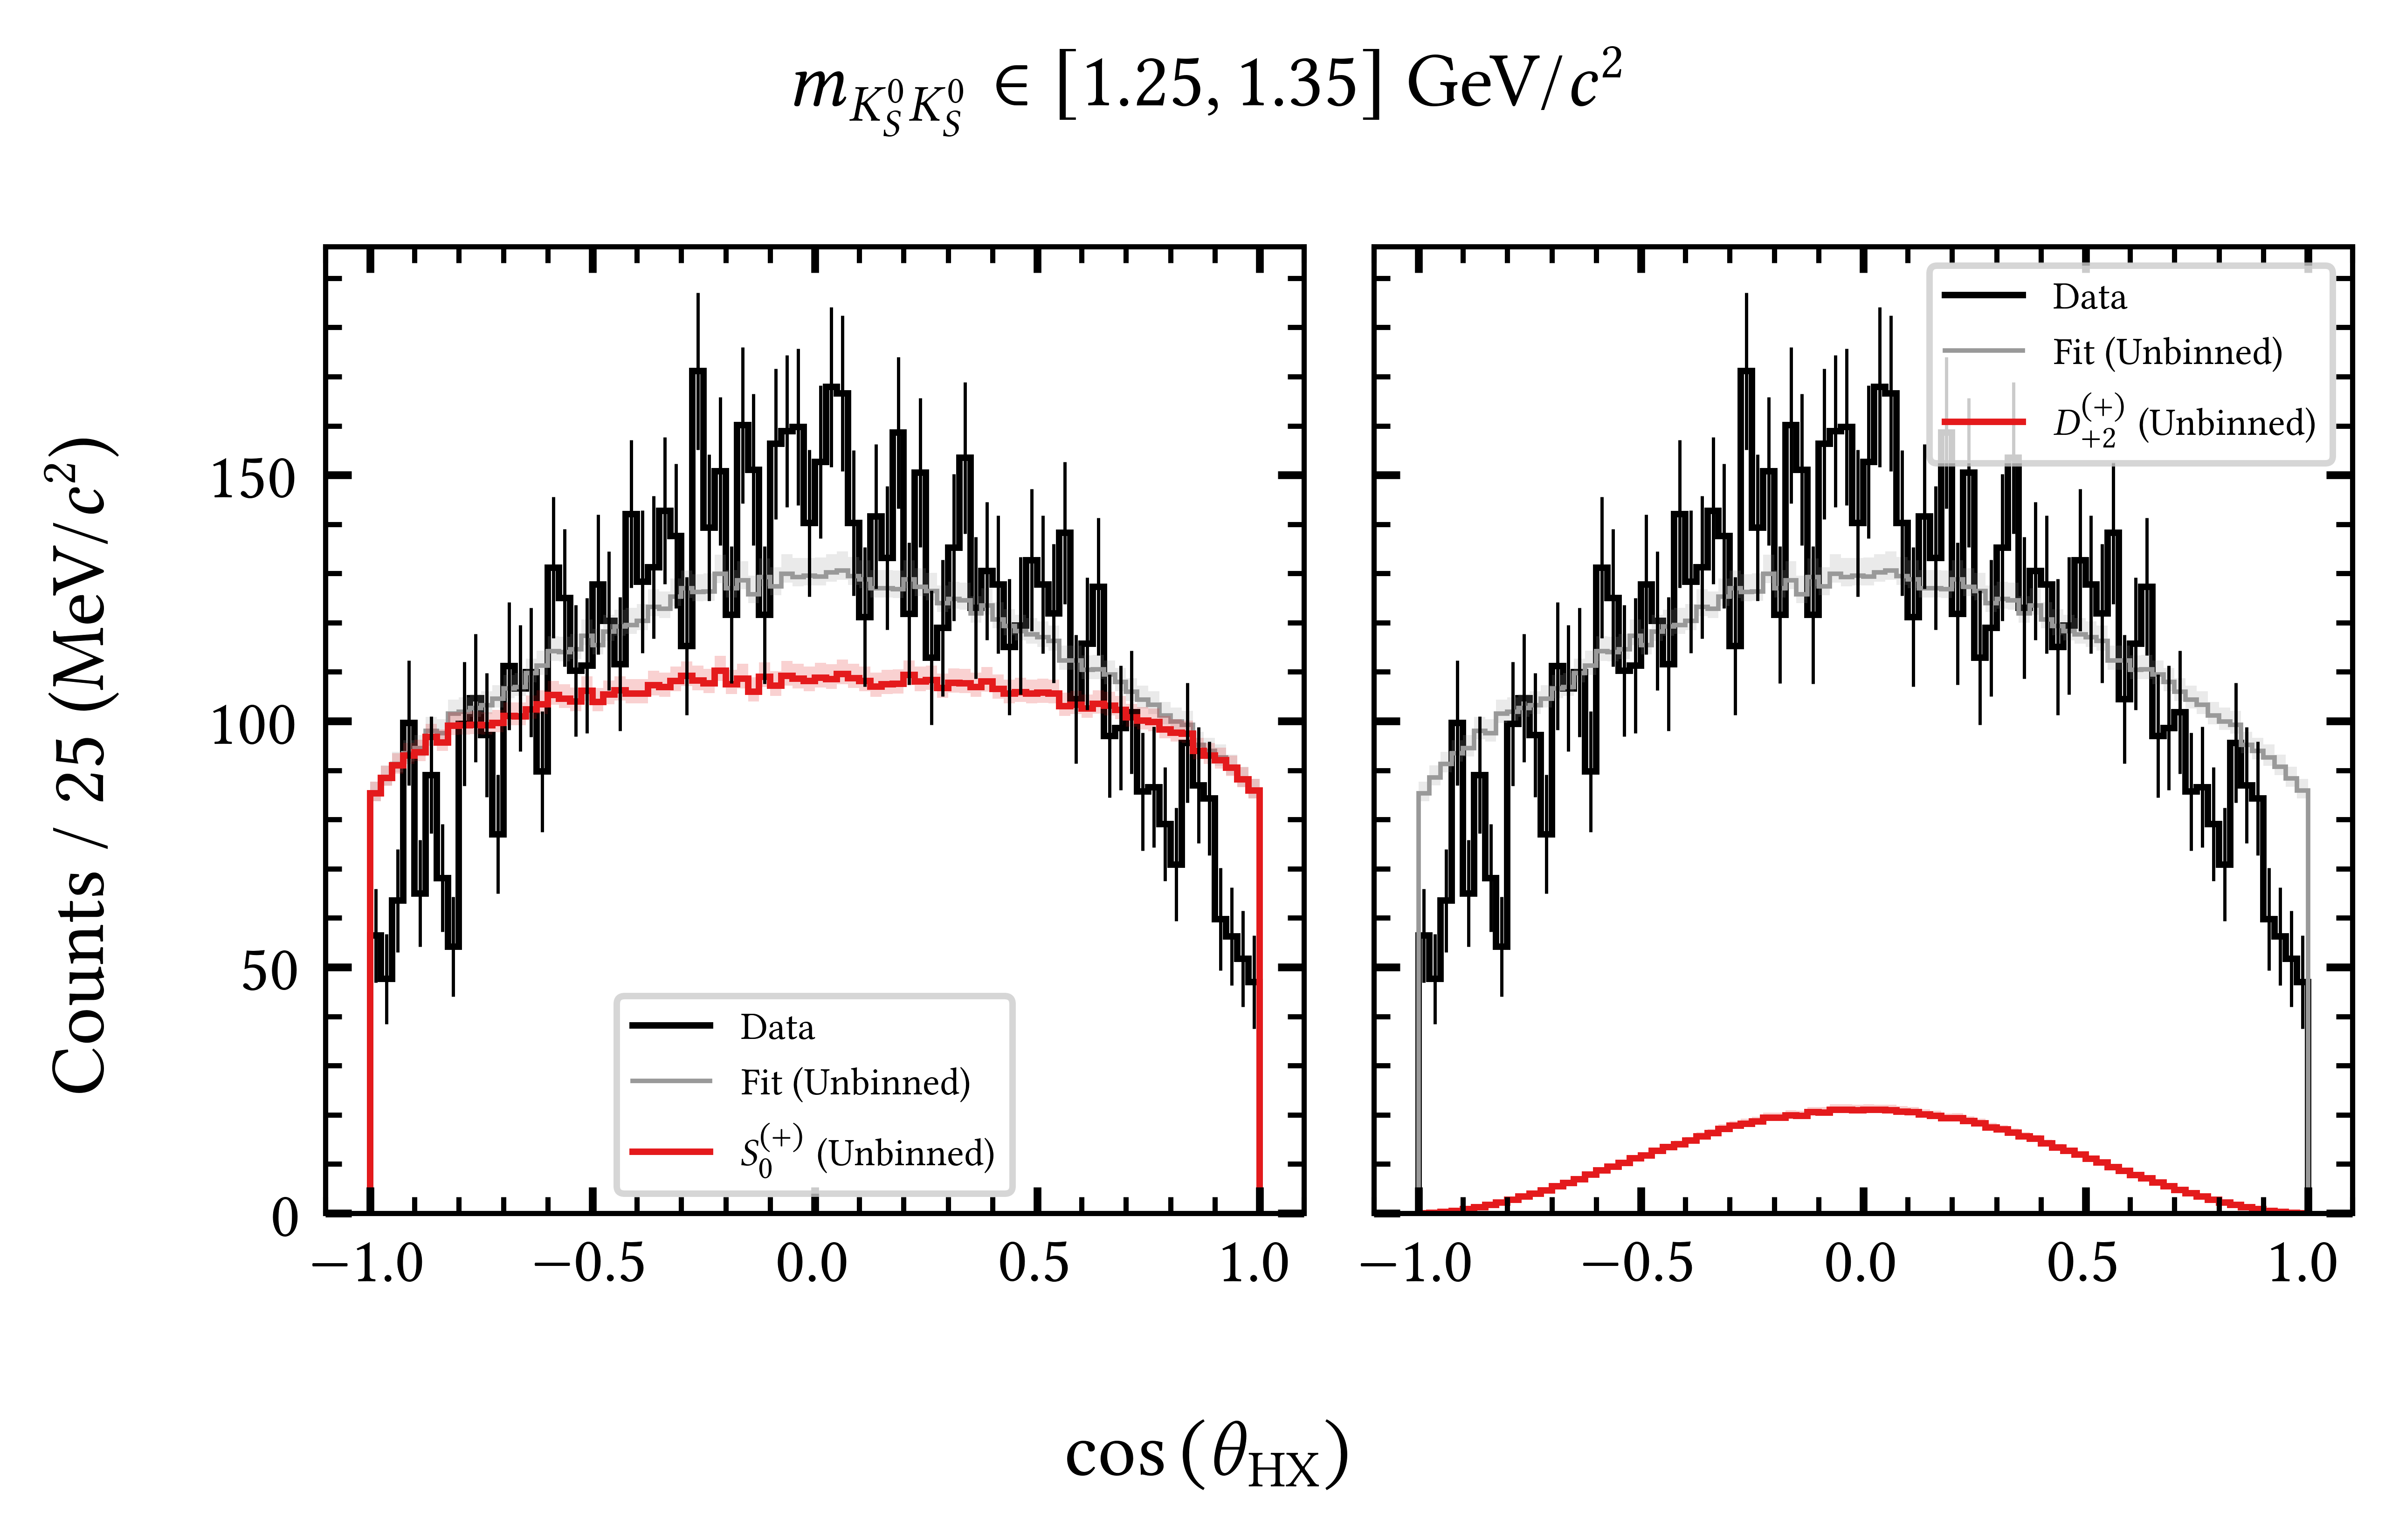 m_{K_S^0 K_S^0} ∈ [1.25, 1.35] GeV/c²
Counts / 25 (MeV/c²)
150
100
50
0
Data
Fit (Unbinned)
S_0^{(+)} (Unbinned)
−1.0 −0.5 0.0 0.5 1.0
Data
Fit (Unbinned)
D_{+2}^{(+)} (Unbinned)
−1.0 −0.5 0.0 0.5 1.0
cos (θ_HX)